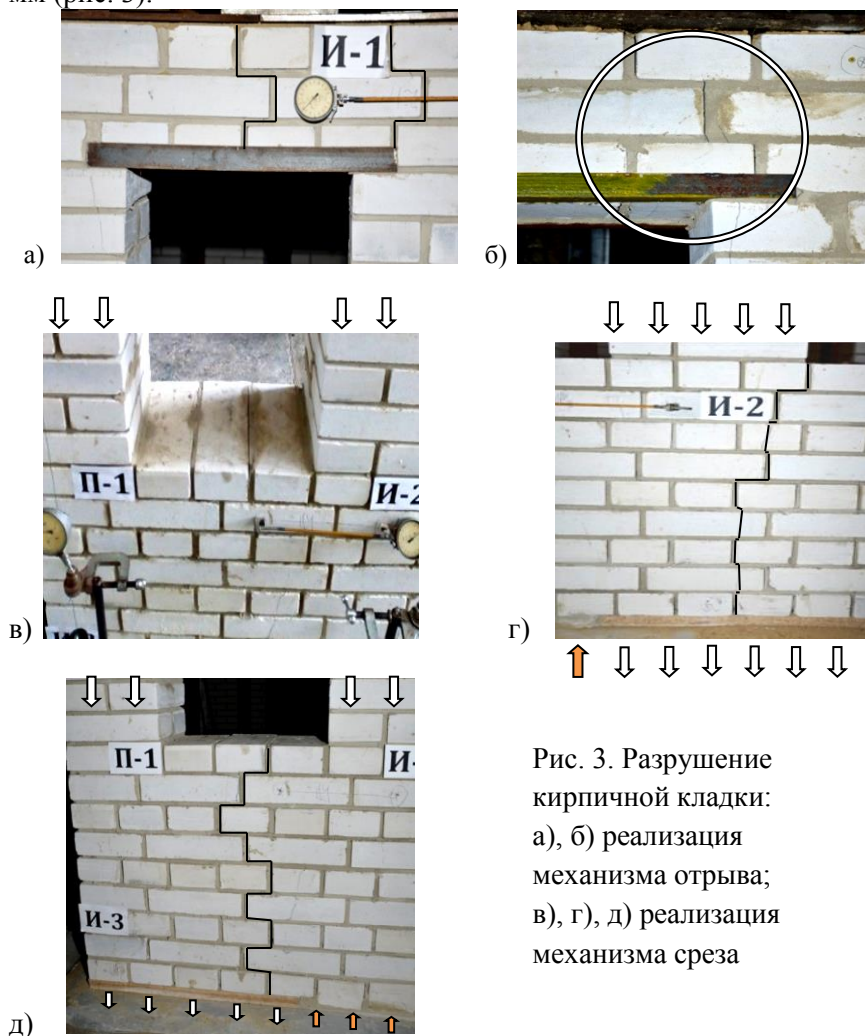 мм (рис. 3).
И-1
а)
б)
П-1
И-2
в)
И-2
г)
П-1
И-
И-3
д)
Рис. 3. Разрушение
кирпичной кладки:
а), б) реализация
механизма отрыва;
в), г), д) реализация
механизма среза